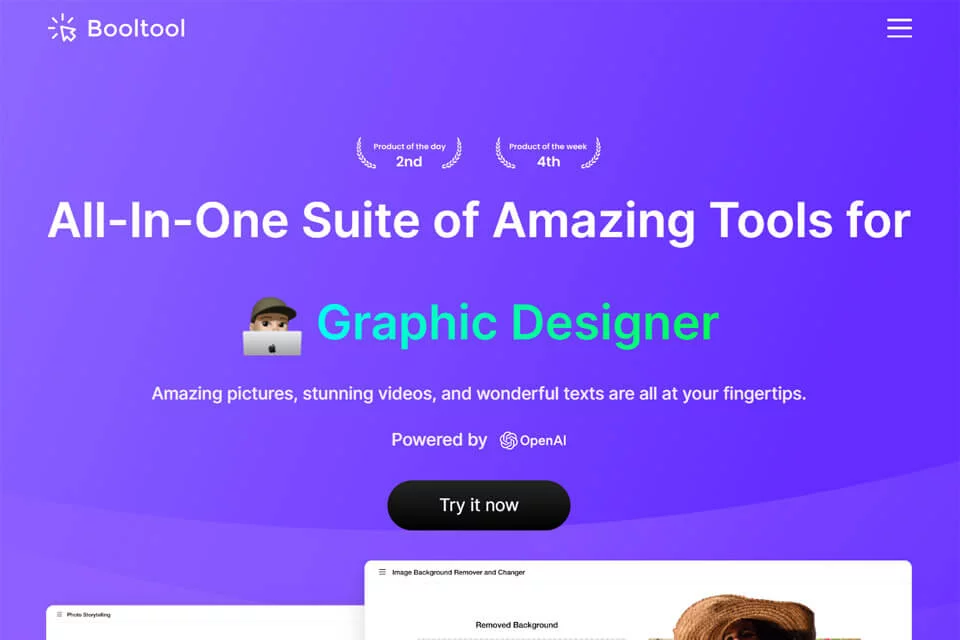 Booltool
Product of the day
2nd
Product of the week
4th
All-In-One Suite of Amazing Tools for
Graphic Designer
Amazing pictures, stunning videos, and wonderful texts are all at your fingertips.
Powered by OpenAI
Try it now
Image Background Remover and Changer
Photo Storytelling
Removed Background